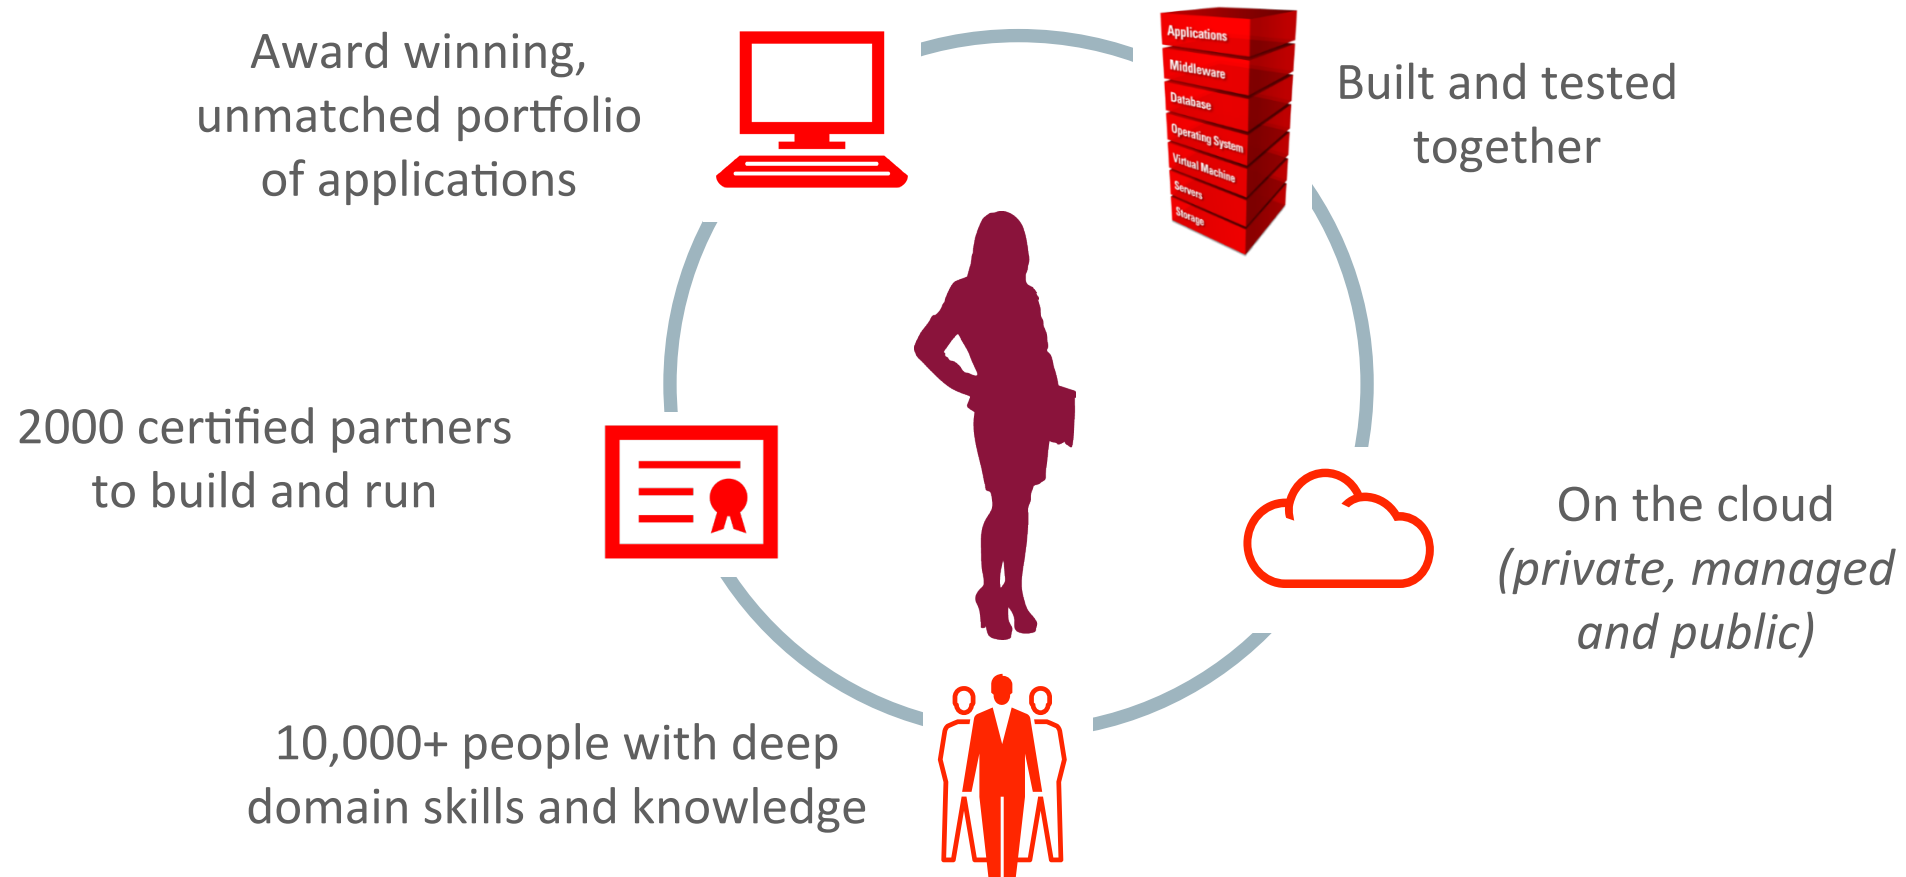 Award winning,
unmatched portfolio
of applications
Applications
Middleware
Database
Operating System
Virtual Machine
Servers
Storage
Built and tested
together
2000 certified partners
to build and run
On the cloud
(private, managed
and public)
10,000+ people with deep
domain skills and knowledge